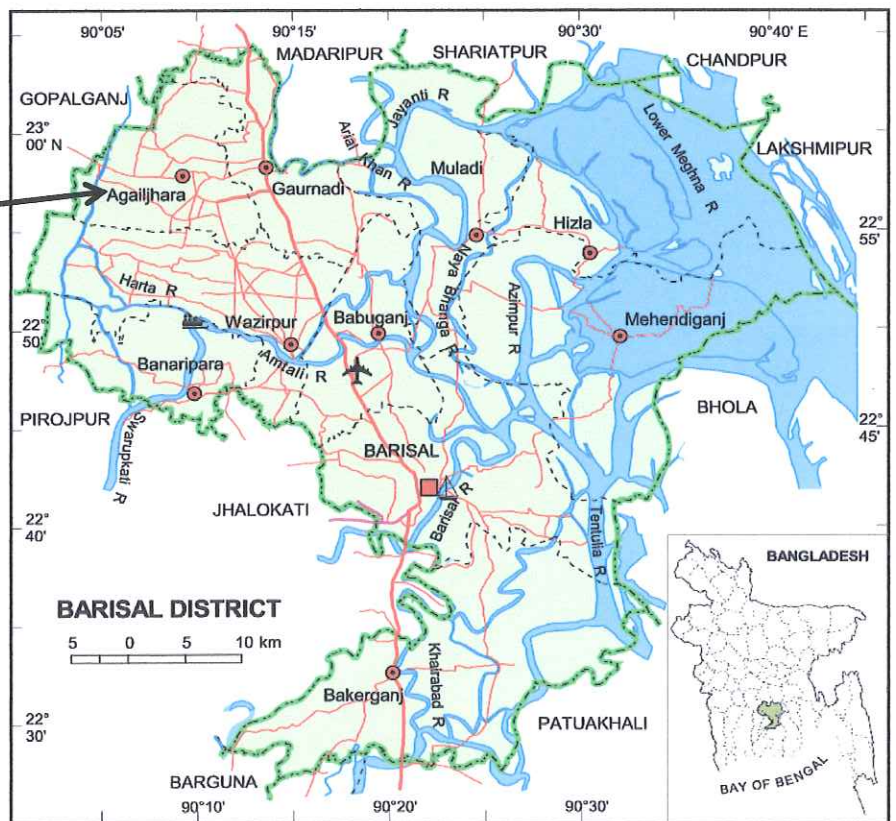 90°05' 90°15' 90°30' 90°40' E
MADARIPUR SHARIATPUR
CHANDPUR
GOPALGANJ
LAKSHMIPUR
23°
00' N
Jayanti R
Arial Khan R
Lower Meghna R
Muladi
Agailjhara
Gaurnadi
Hizla
22°
55'
Harta R
Naya Bhanga R
Azimpur R
22°
50'
Wazirpur
Babuganj
Mehendiganj
Banaripara
Amtali R
PIROJPUR
Swarupkati R
BHOLA
22°
45'
BARISAL
JHALOKATI
Barisal R
22°
40'
Tentulia R
BANGLADESH
BARISAL DISTRICT
5 0 5 10 km
Bakerganj
Khairabad R
22°
30'
PATUAKHALI
BARGUNA
BAY OF BENGAL
90°10' 90°20' 90°30'